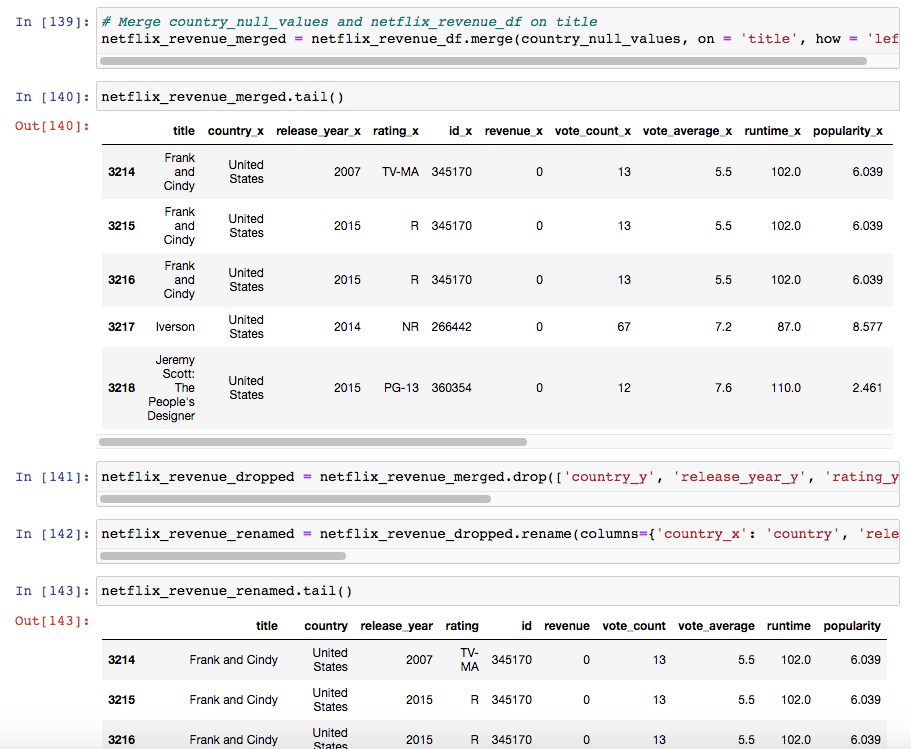 In [139]: # Merge country_null_values and netflix_revenue_df on title
netflix_revenue_merged = netflix_revenue_df.merge(country_null_values, on = 'title', how = 'lef
In [140]: netflix_revenue_merged.tail()
Out[140]:
title country_x release_year_x rating_x id_x revenue_x vote_count_x vote_average_x runtime_x popularity_x
3214 Frank and Cindy United States 2007 TV-MA 345170 0 13 5.5 102.0 6.039
3215 Frank and Cindy United States 2015 R 345170 0 13 5.5 102.0 6.039
3216 Frank and Cindy United States 2015 R 345170 0 13 5.5 102.0 6.039
3217 Iverson United States 2014 NR 266442 0 67 7.2 87.0 8.577
3218 Jeremy Scott: The People's Designer United States 2015 PG-13 360354 0 12 7.6 110.0 2.461
In [141]: netflix_revenue_dropped = netflix_revenue_merged.drop(['country_y', 'release_year_y', 'rating_y
In [142]: netflix_revenue_renamed = netflix_revenue_dropped.rename(columns={'country_x': 'country', 'rele
In [143]: netflix_revenue_renamed.tail()
Out[143]:
title country release_year rating id revenue vote_count vote_average runtime popularity
3214 Frank and Cindy United States 2007 TV-MA 345170 0 13 5.5 102.0 6.039
3215 Frank and Cindy United States 2015 R 345170 0 13 5.5 102.0 6.039
3216 Frank and Cindy United States 2015 R 345170 0 13 5.5 102.0 6.039